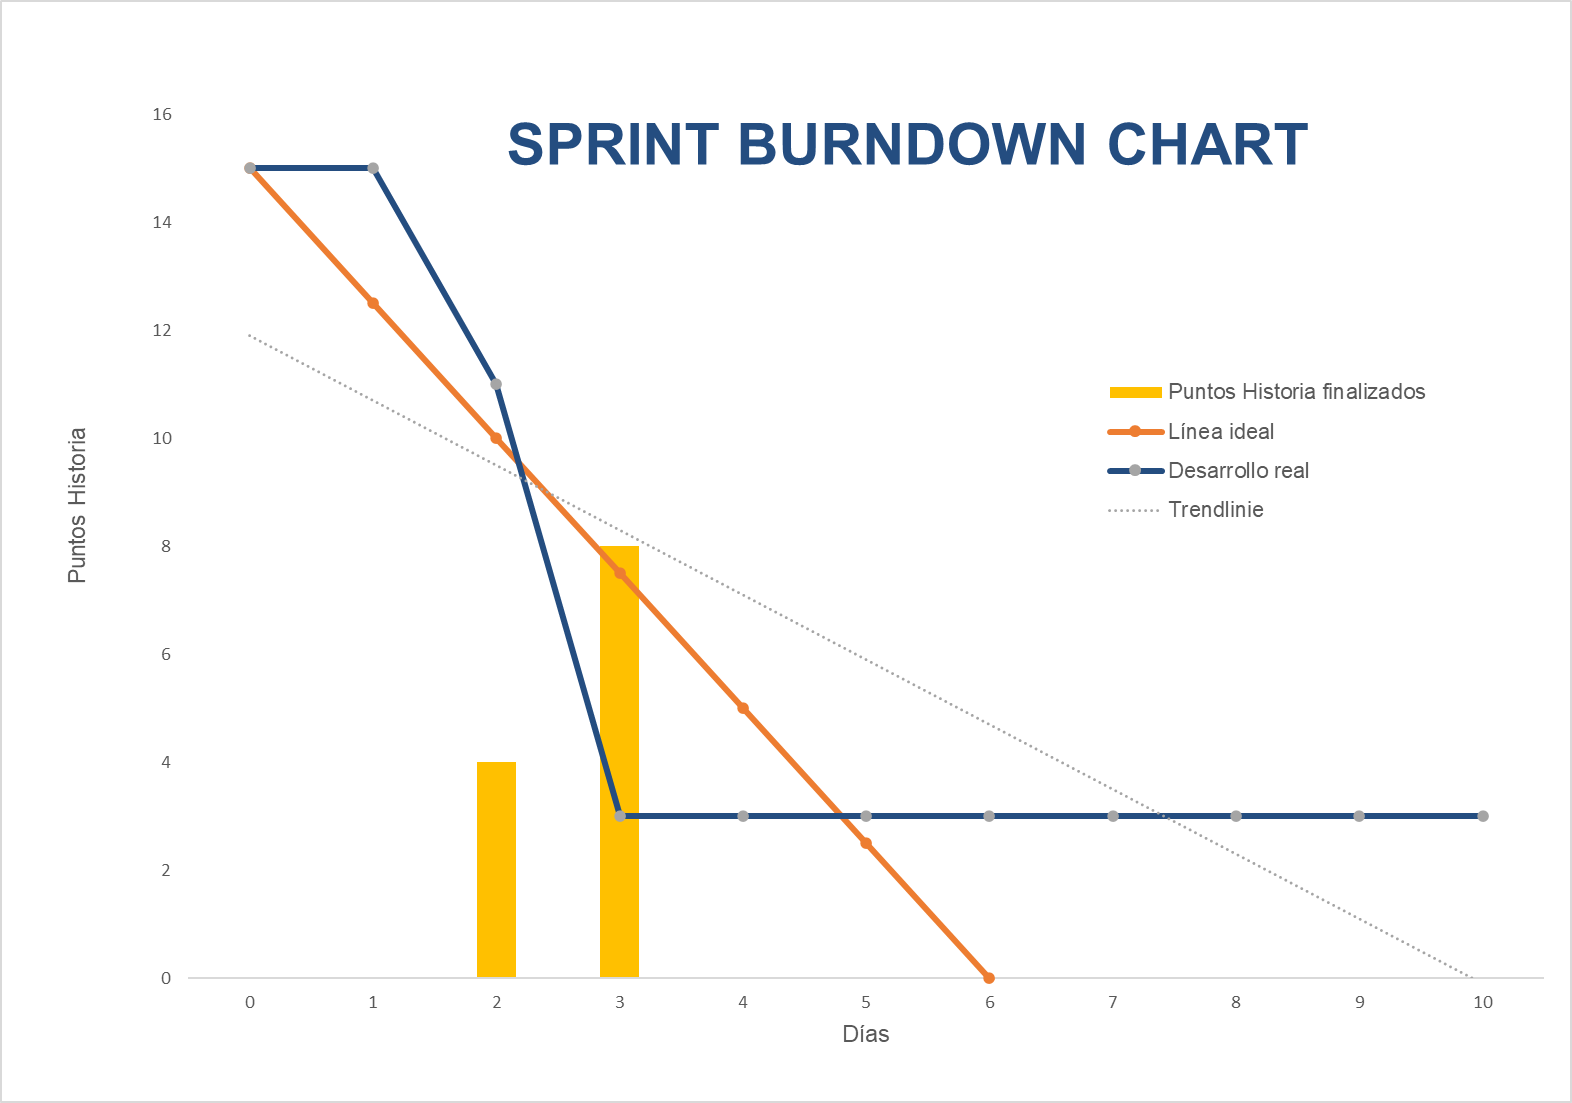 SPRINT BURNDOWN CHART
16
14
12
10
8
6
4
2
0
Puntos Historia
Puntos Historia finalizados
Línea ideal
Desarrollo real
Trendlinie
0 1 2 3 4 5 6 7 8 9 10
Días